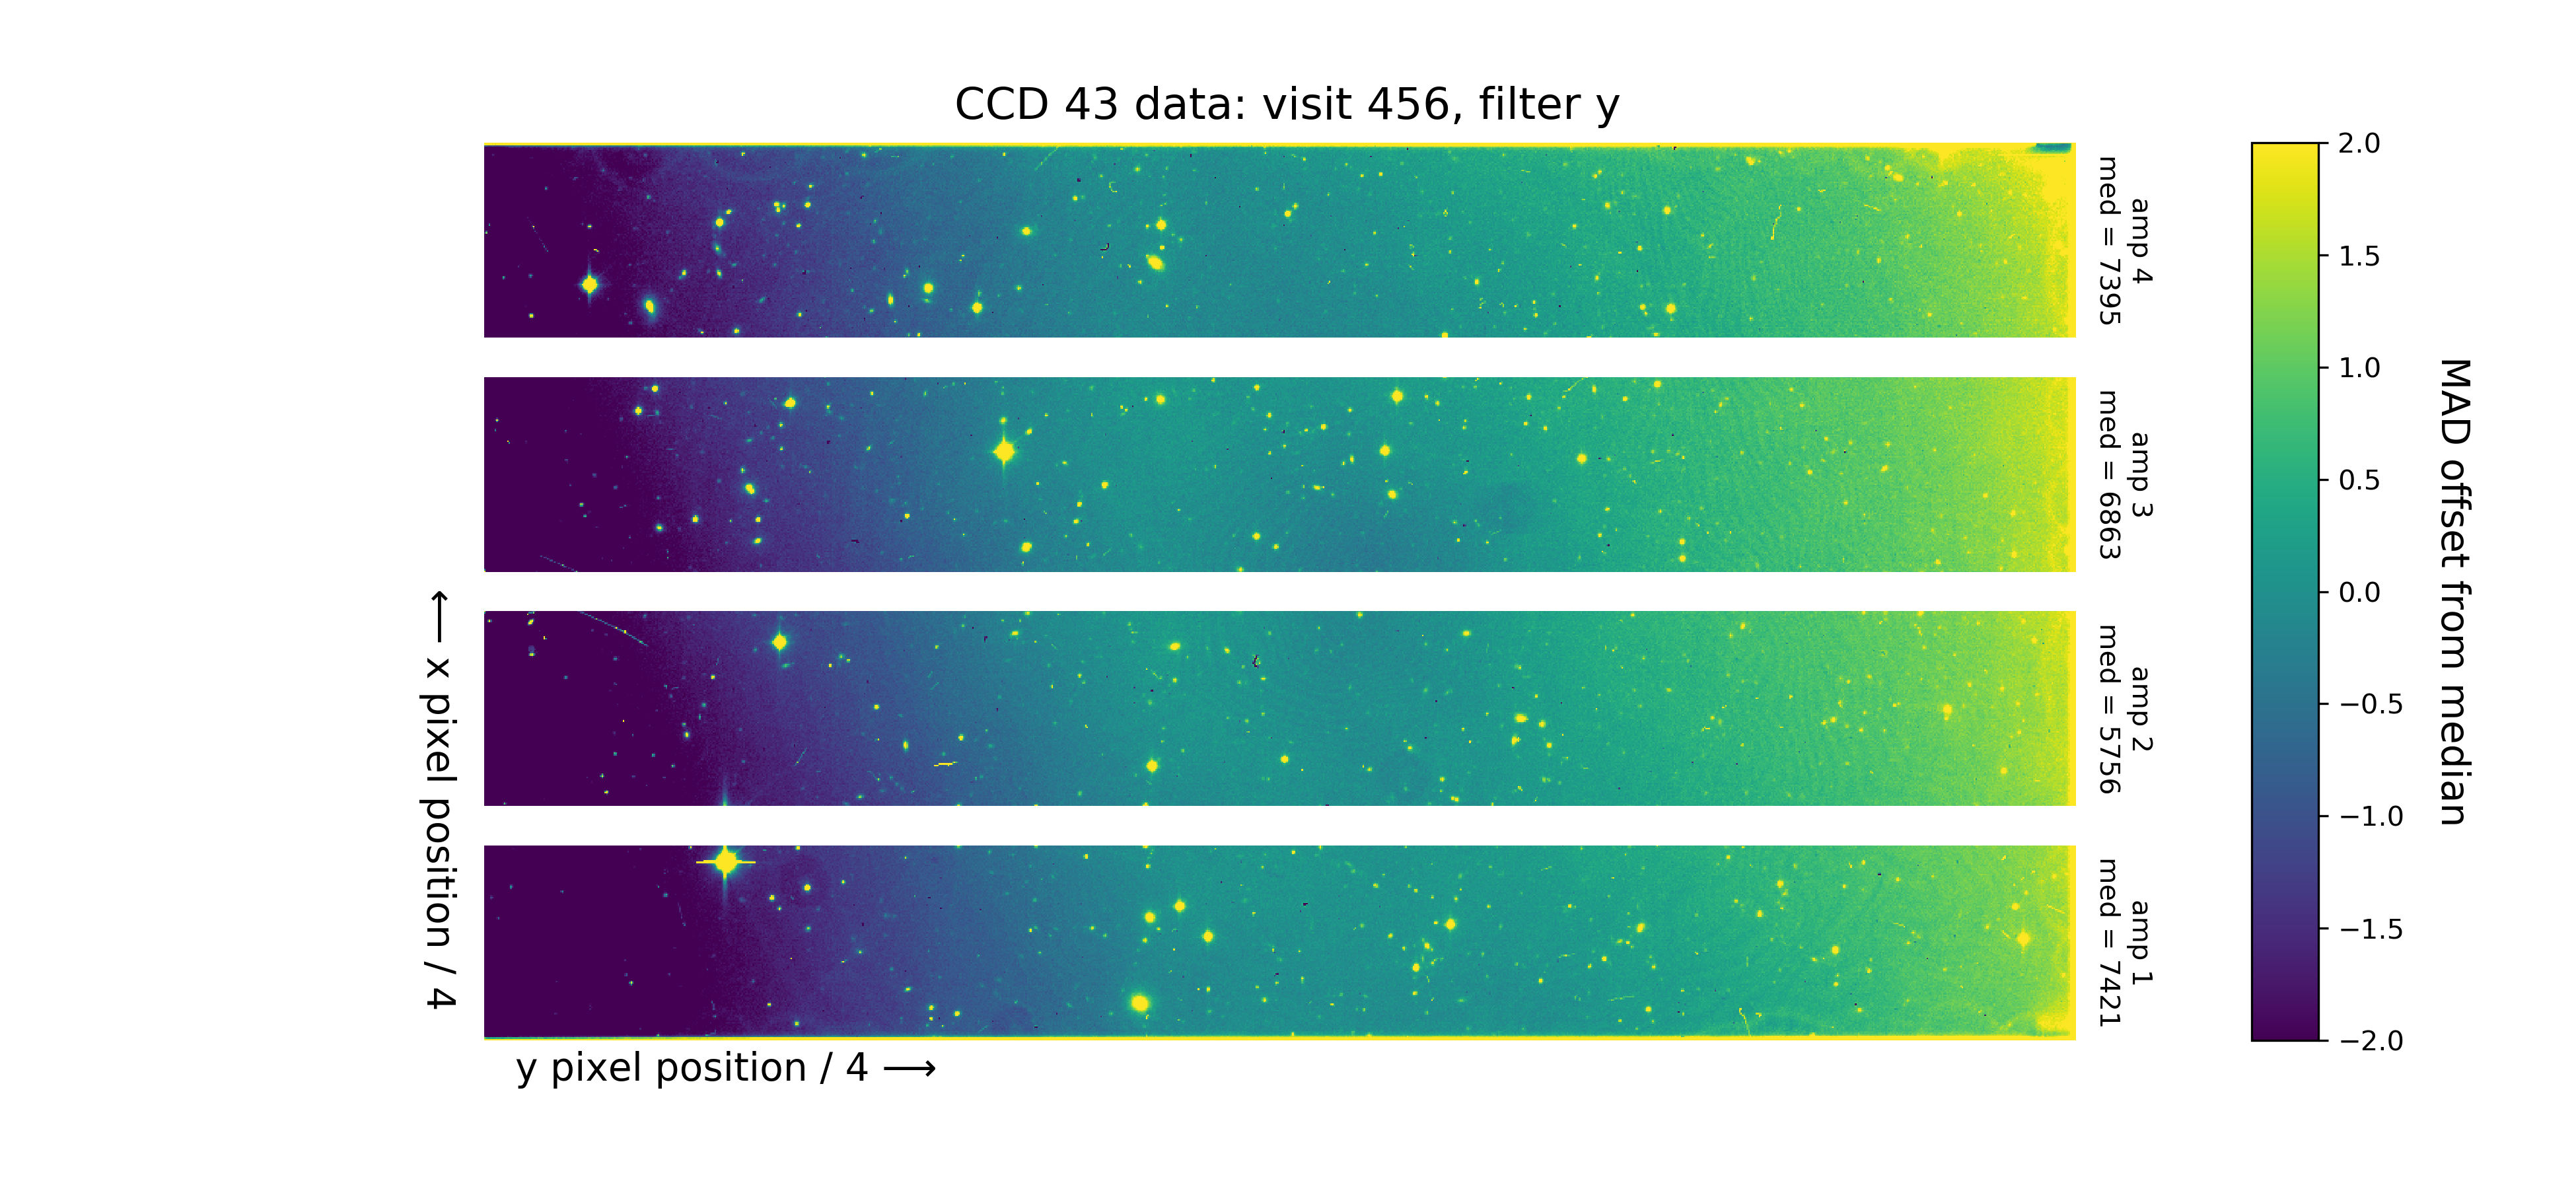 CCD 43 data: visit 456, filter y
amp 4
med = 7395
amp 3
med = 6863
amp 2
med = 5756
amp 1
med = 7421
⟵ x pixel position / 4
y pixel position / 4 ⟶
2.0
1.5
1.0
0.5
0.0
−0.5
−1.0
−1.5
−2.0
MAD offset from median